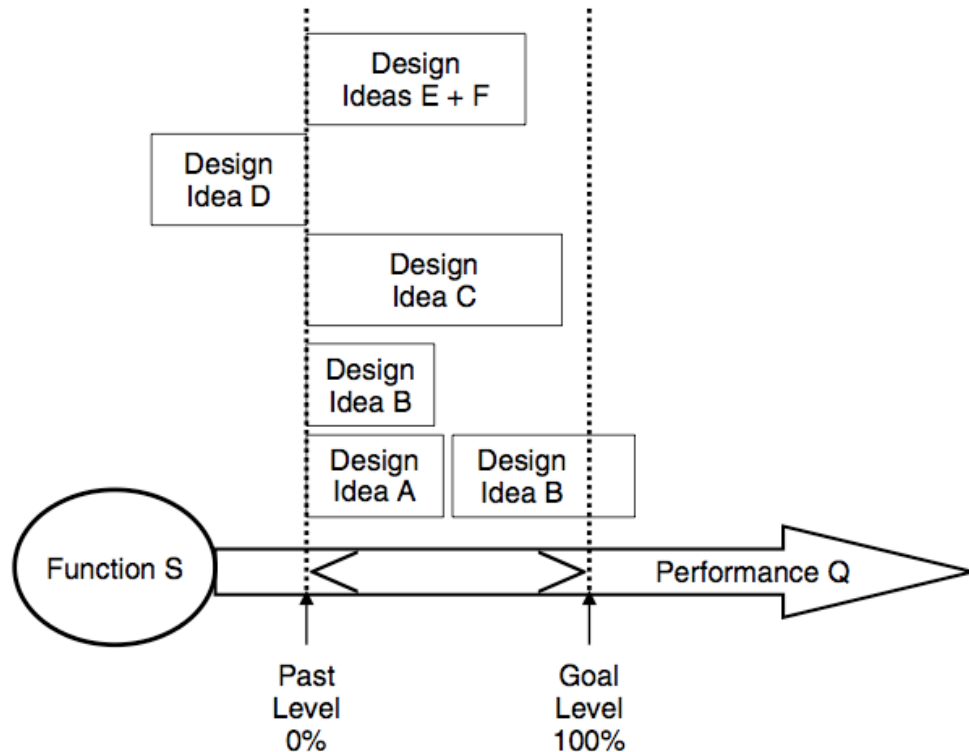 Design
Ideas E + F
Design
Idea D
Design
Idea C
Design
Idea B
Design
Idea A
Design
Idea B
Function S
Performance Q
Past
Level
0%
Goal
Level
100%